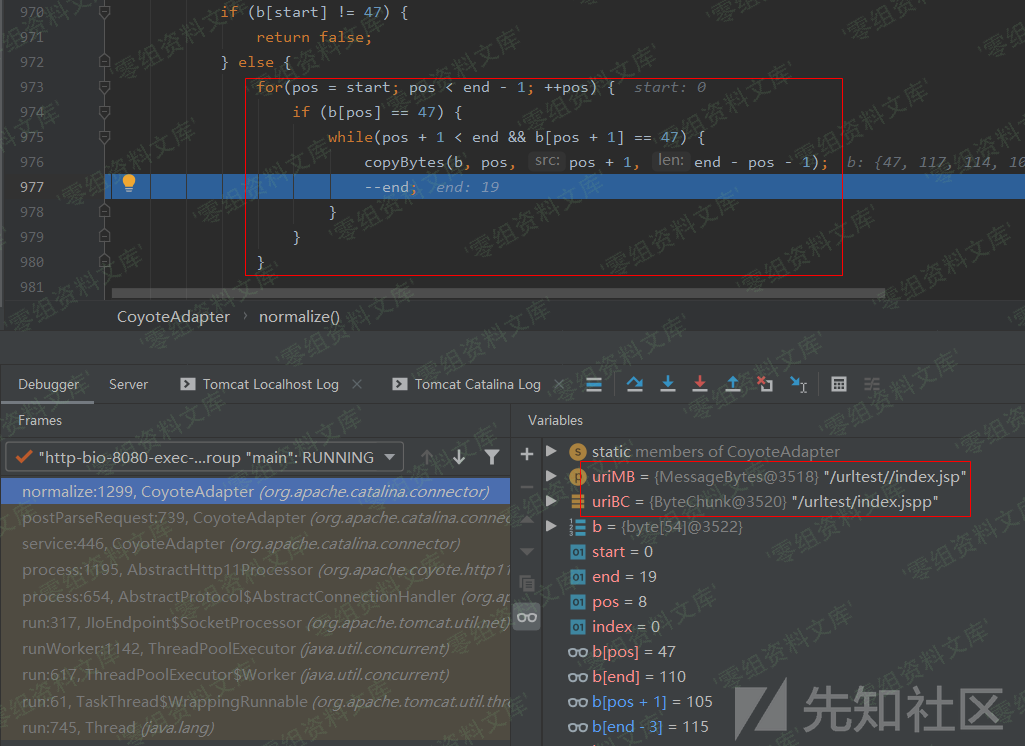 970 if (b[start] != 47) {
971 return false;
972 } else {
973 for(pos = start; pos < end - 1; ++pos) { start: 0
974 if (b[pos] == 47) {
975 while(pos + 1 < end && b[pos + 1] == 47) {
976 copyBytes(b, pos, src: pos + 1, len: end - pos - 1); b: {47, 117, 114, 10
977 --end; end: 19
978 }
979 }
980 }
981
CoyoteAdapter › normalize()
Debugger Server Tomcat Localhost Log × Tomcat Catalina Log ×
Frames
Variables
"http-bio-8080-exec-...roup "main": RUNNING
normalize:1299, CoyoteAdapter (org.apache.catalina.connector)
postParseRequest:739, CoyoteAdapter (org.apache.catalina.connec
service:446, CoyoteAdapter (org.apache.catalina.connector)
process:1195, AbstractHttp11Processor (org.apache.coyote.http11
process:654, AbstractProtocol$AbstractConnectionHandler (org.ap
run:317, JIoEndpoint$SocketProcessor (org.apache.tomcat.util.net)
runWorker:1142, ThreadPoolExecutor (java.util.concurrent)
run:617, ThreadPoolExecutor$Worker (java.util.concurrent)
run:61, TaskThread$WrappingRunnable (org.apache.tomcat.util.thre
run:745, Thread (java.lang)
static members of CoyoteAdapter
uriMB = {MessageBytes@3518} "/urltest//index.jsp"
uriBC = {ByteChunk@3520} "/urltest/index.jspp"
b = {byte[54]@3522}
start = 0
end = 19
pos = 8
index = 0
b[pos] = 47
b[end] = 110
b[pos + 1] = 105
b[end - 3] = 115
先知社区
'零组资料文库'